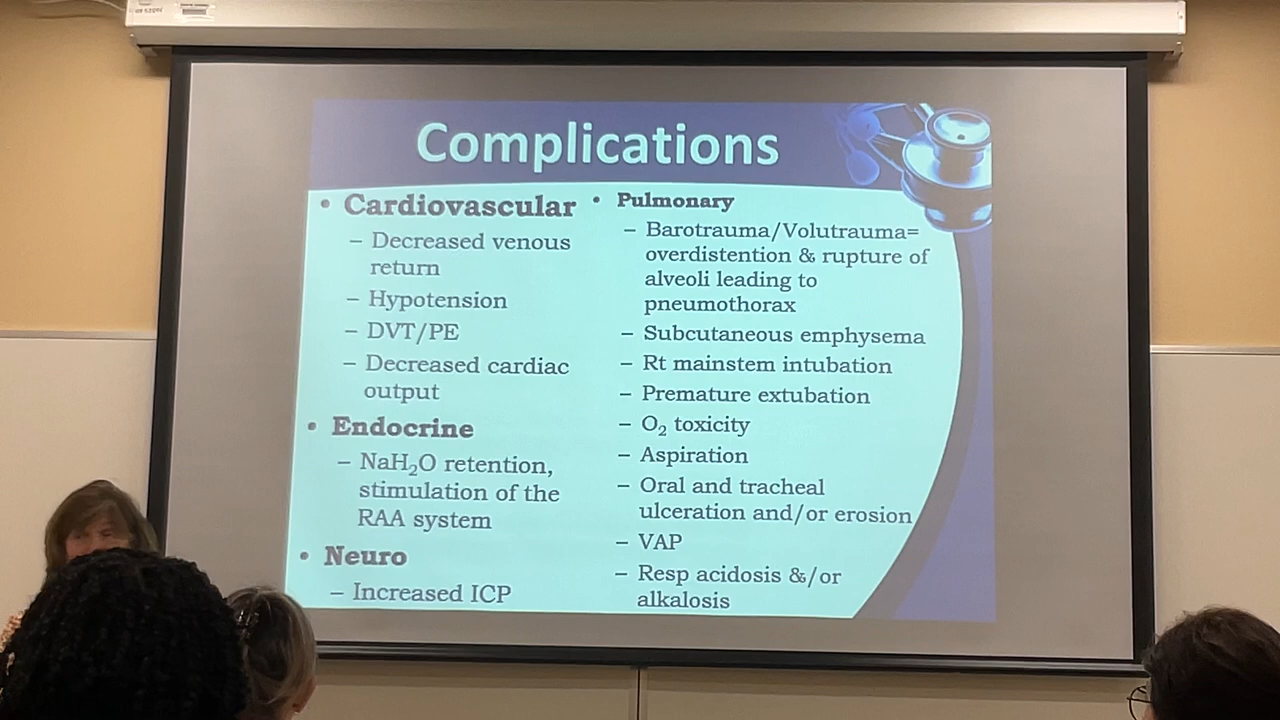 Complications
• Cardiovascular
– Decreased venous
return
– Hypotension
– DVT/PE
– Decreased cardiac
output
• Endocrine
– NaH₂O retention,
stimulation of the
RAA system
• Neuro
– Increased ICP
• Pulmonary
– Barotrauma/Volutrauma=
overdistention & rupture of
alveoli leading to
pneumothorax
– Subcutaneous emphysema
– Rt mainstem intubation
– Premature extubation
– O₂ toxicity
– Aspiration
– Oral and tracheal
ulceration and/or erosion
– VAP
– Resp acidosis &/or
alkalosis